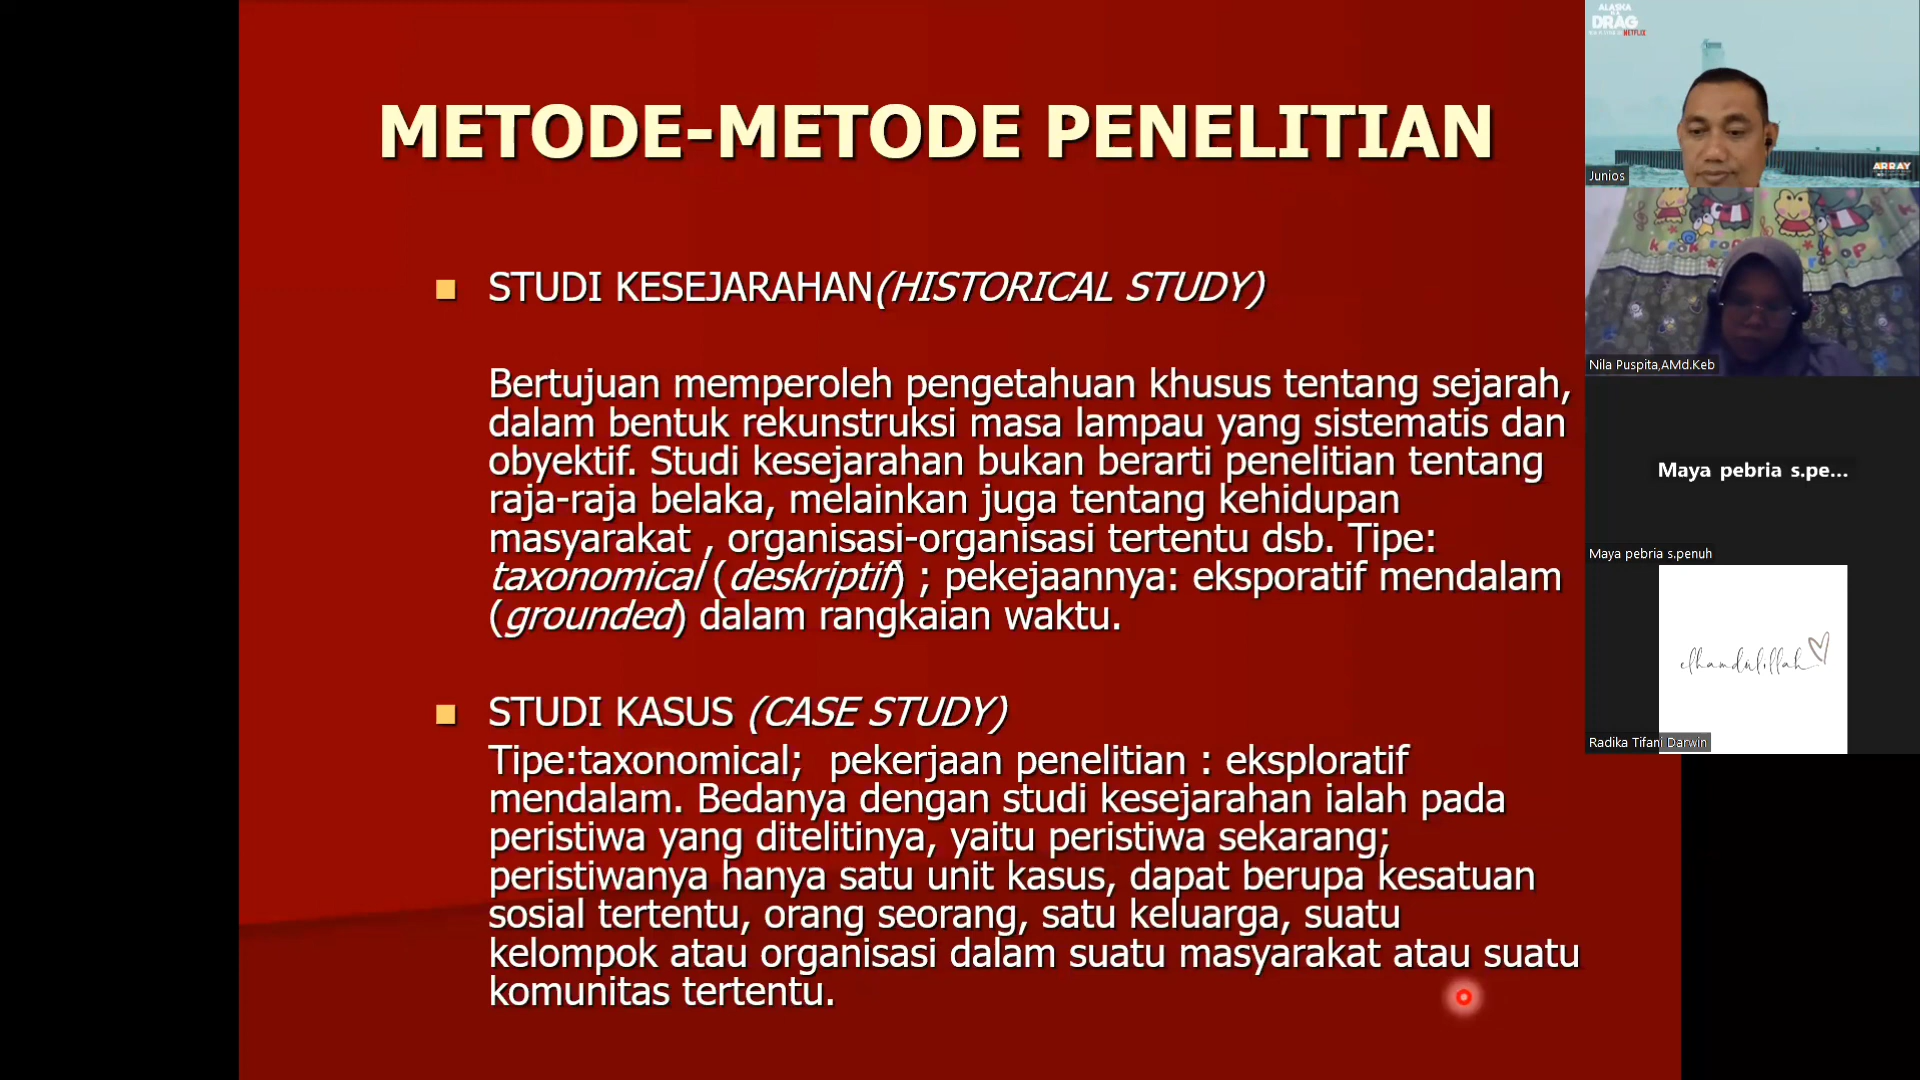 METODE-METODE PENELITIAN
STUDI KESEJARAHAN(HISTORICAL STUDY)
Bertujuan memperoleh pengetahuan khusus tentang sejarah,
dalam bentuk rekunstruksi masa lampau yang sistematis dan
obyektif. Studi kesejarahan bukan berarti penelitian tentang
raja-raja belaka, melainkan juga tentang kehidupan
masyarakat , organisasi-organisasi tertentu dsb. Tipe:
taxonomical (deskriptif) ; pekejaannya: eksporatif mendalam
(grounded) dalam rangkaian waktu.
STUDI KASUS (CASE STUDY)
Tipe:taxonomical; pekerjaan penelitian : eksploratif
mendalam. Bedanya dengan studi kesejarahan ialah pada
peristiwa yang ditelitinya, yaitu peristiwa sekarang;
peristiwanya hanya satu unit kasus, dapat berupa kesatuan
sosial tertentu, orang seorang, satu keluarga, suatu
kelompok atau organisasi dalam suatu masyarakat atau suatu
komunitas tertentu.
ALASKA
DRAG
NETFLIX
ARRAY
Junios
Nila Puspita,AMd.Keb
Maya pebria s.pe...
Maya pebria s.penuh
alhamdulillah
Radika Tifani Darwin